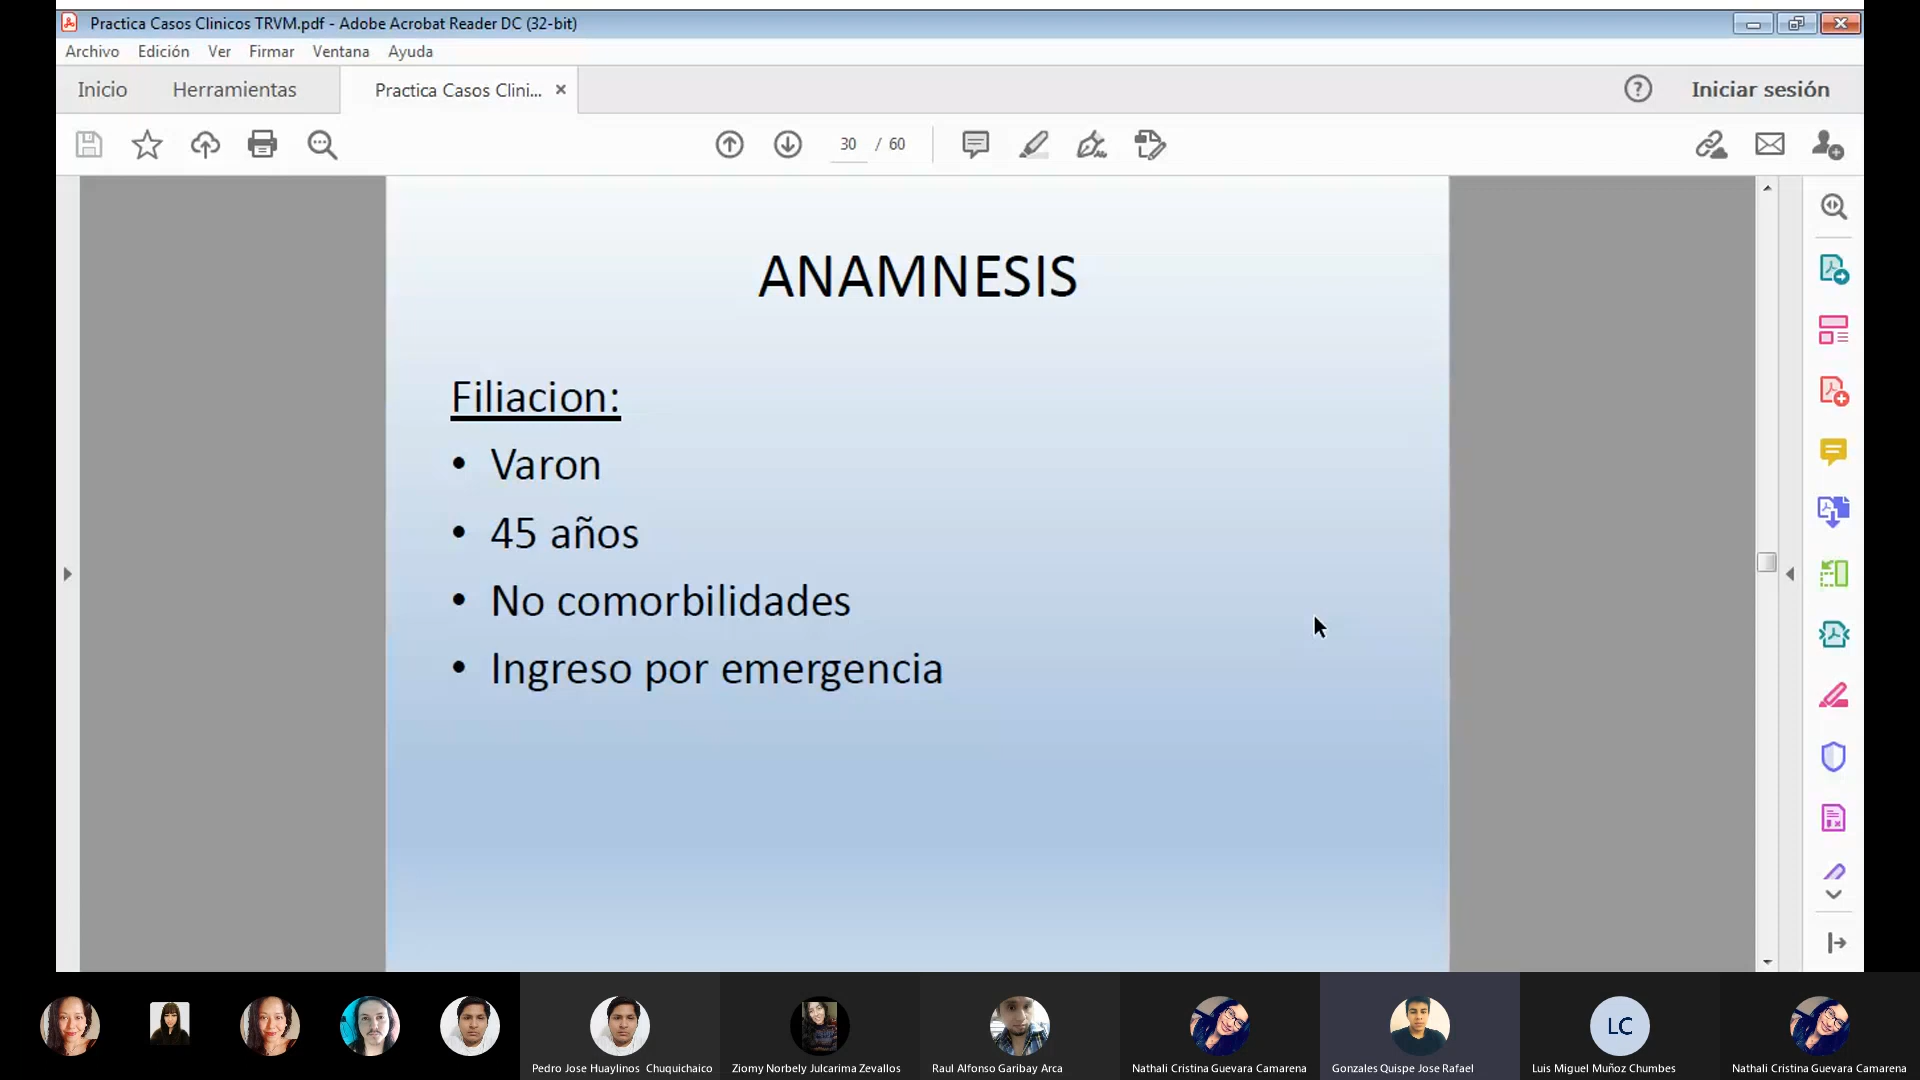 Practica Casos Clinicos TRVM.pdf - Adobe Acrobat Reader DC (32-bit)
Archivo Edición Ver Firmar Ventana Ayuda
Inicio Herramientas Practica Casos Clini... × ? Iniciar sesión
30 / 60
ANAMNESIS
Filiacion:
• Varon
• 45 años
• No comorbilidades
• Ingreso por emergencia
LC
Pedro Jose Huaylinos Chuquichaico Ziomy Norbely Julcarima Zevallos Raul Alfonso Garibay Arca Nathali Cristina Guevara Camarena Gonzales Quispe Jose Rafael Luis Miguel Muñoz Chumbes Nathali Cristina Guevara Camarena